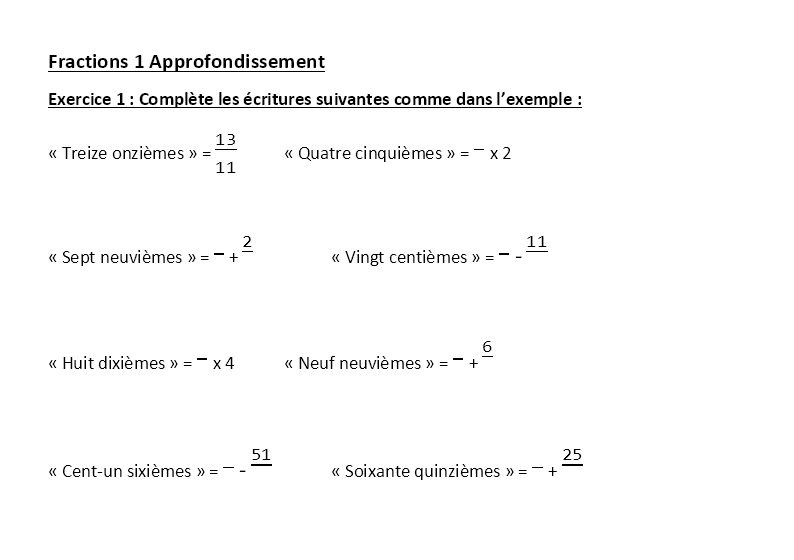 Fractions 1 Approfondissement
Exercice 1 : Complète les écritures suivantes comme dans l’exemple :
« Treize onzièmes » = 13/11 « Quatre cinquièmes » = – x 2
« Sept neuvièmes » = – + 2/ « Vingt centièmes » = – - 11/
« Huit dixièmes » = – x 4 « Neuf neuvièmes » = – + 6/
« Cent-un sixièmes » = – - 51/ « Soixante quinzièmes » = – + 25/